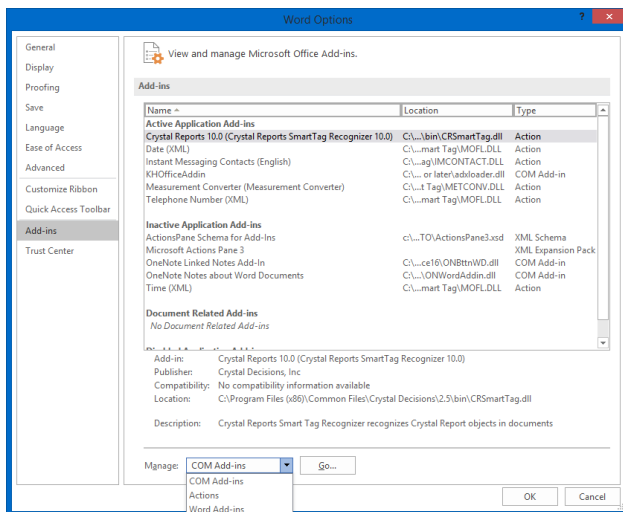 Word Options
?
General
Display
Proofing
Save
Language
Ease of Access
Advanced
Customize Ribbon
Quick Access Toolbar
Add-ins
Trust Center
View and manage Microsoft Office Add-ins.
Add-ins
Name Location Type
Active Application Add-ins
Crystal Reports 10.0 (Crystal Reports SmartTag Recognizer 10.0) C:\...\bin\CRSmartTag.dll Action
Date (XML) C:\...mart Tag\MOFL.DLL Action
Instant Messaging Contacts (English) C:\...ag\IMCONTACT.DLL Action
KHOfficeAddin C:\... or later\adxloader.dll COM Add-in
Measurement Converter (Measurement Converter) C:\...t Tag\METCONV.DLL Action
Telephone Number (XML) C:\...mart Tag\MOFL.DLL Action
Inactive Application Add-ins
ActionsPane Schema for Add-Ins c:\...TO\ActionsPane3.xsd XML Schema
Microsoft Actions Pane 3 XML Expansion Pack
OneNote Linked Notes Add-In C:\...ce16\ONBttnWD.dll COM Add-in
OneNote Notes about Word Documents C:\...\ONWordAddin.dll COM Add-in
Time (XML) C:\...mart Tag\MOFL.DLL Action
Document Related Add-ins
No Document Related Add-ins
Add-in: Crystal Reports 10.0 (Crystal Reports SmartTag Recognizer 10.0)
Publisher: Crystal Decisions, Inc
Compatibility: No compatibility information available
Location: C:\Program Files (x86)\Common Files\Crystal Decisions\2.5\bin\CRSmartTag.dll
Description: Crystal Reports Smart Tag Recognizer recognizes Crystal Report objects in documents
Manage: COM Add-ins Go...
COM Add-ins
Actions
Word Add-ins
OK Cancel